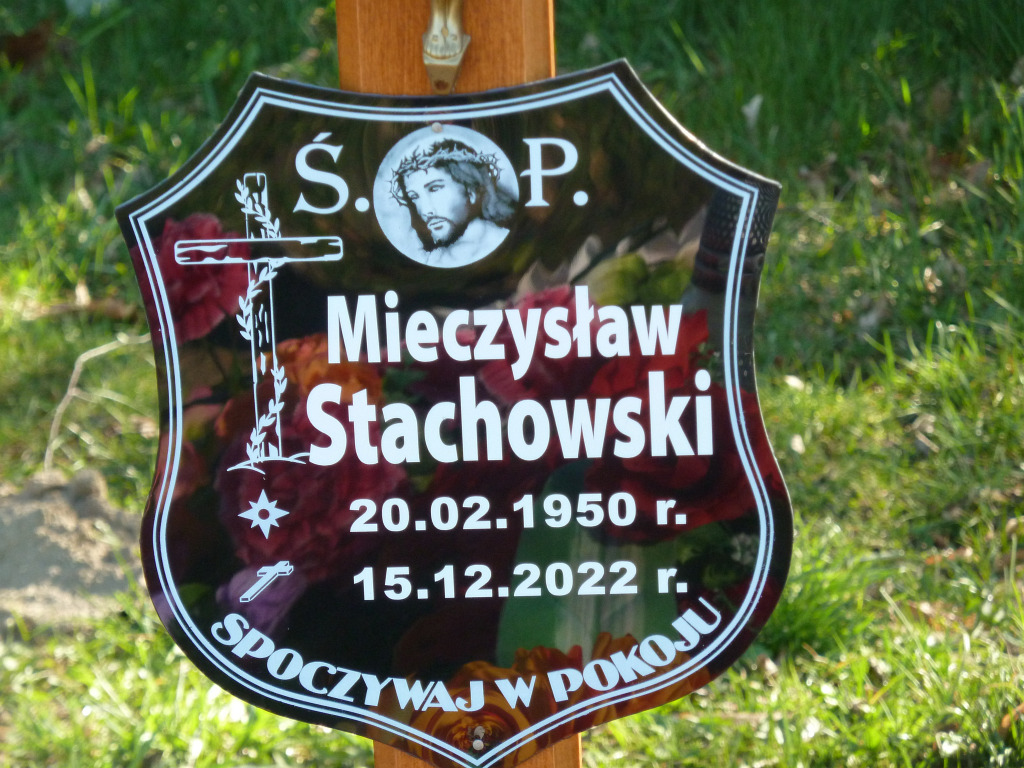 Ś. P.
Mieczysław
Stachowski
20.02.1950 r.
15.12.2022 r.
SPOCZYWAJ W POKOJU